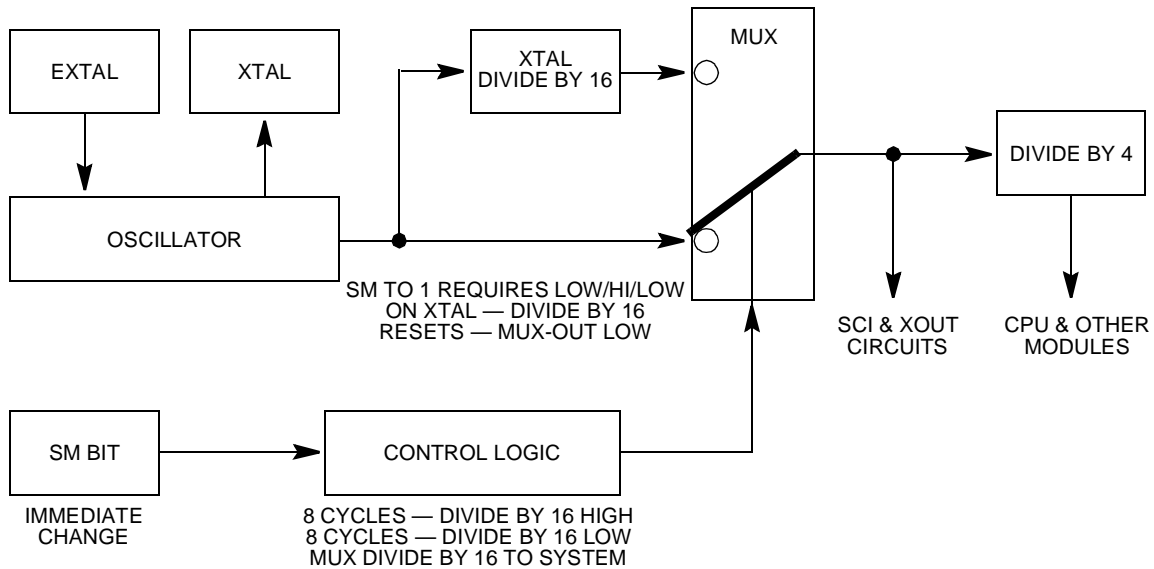 MUX
EXTAL
XTAL
XTAL
DIVIDE BY 16
DIVIDE BY 4
OSCILLATOR
SM TO 1 REQUIRES LOW/HI/LOW
ON XTAL — DIVIDE BY 16
RESETS — MUX-OUT LOW
SCI & XOUT
CIRCUITS
CPU & OTHER
MODULES
SM BIT
CONTROL LOGIC
IMMEDIATE
CHANGE
8 CYCLES — DIVIDE BY 16 HIGH
8 CYCLES — DIVIDE BY 16 LOW
MUX DIVIDE BY 16 TO SYSTEM